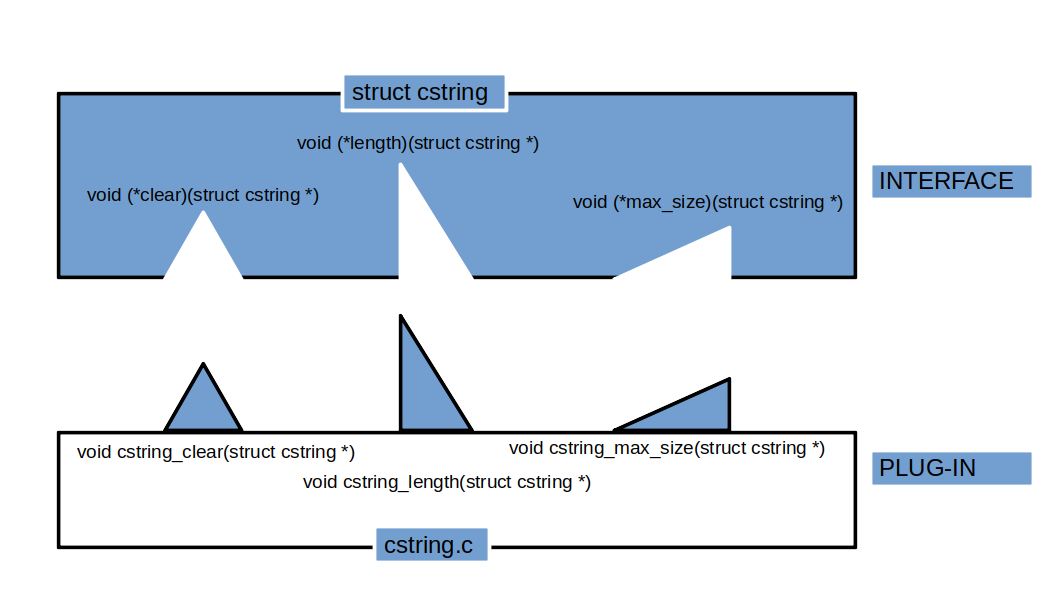 struct cstring
void (*length)(struct cstring *)
void (*clear)(struct cstring *)
void (*max_size)(struct cstring *)
INTERFACE
void cstring_clear(struct cstring *)
void cstring_max_size(struct cstring *)
void cstring_length(struct cstring *)
PLUG-IN
cstring.c